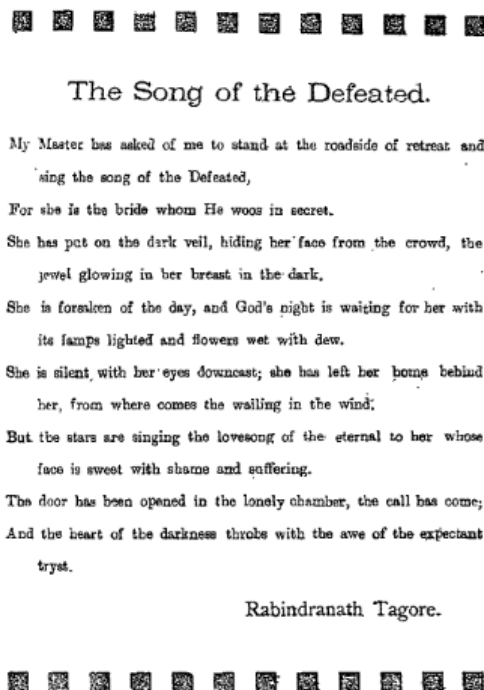 The Song of the Defeated.
My Master has asked of me to stand at the roadside of retreat and
sing the song of the Defeated,
For she is the bride whom He woos in secret.
She has put on the dark veil, hiding her face from the crowd, the
jewel glowing in her breast in the dark.
She is forsaken of the day, and God's night is waiting for her with
its lamps lighted and flowers wet with dew.
She is silent with her eyes downcast; she has left her home behind
her, from where comes the wailing in the wind;
But the stars are singing the lovesong of the eternal to her whose
face is sweet with shame and suffering.
The door has been opened in the lonely chamber, the call has come;
And the heart of the darkness throbs with the awe of the expectant
tryst.
Rabindranath Tagore.